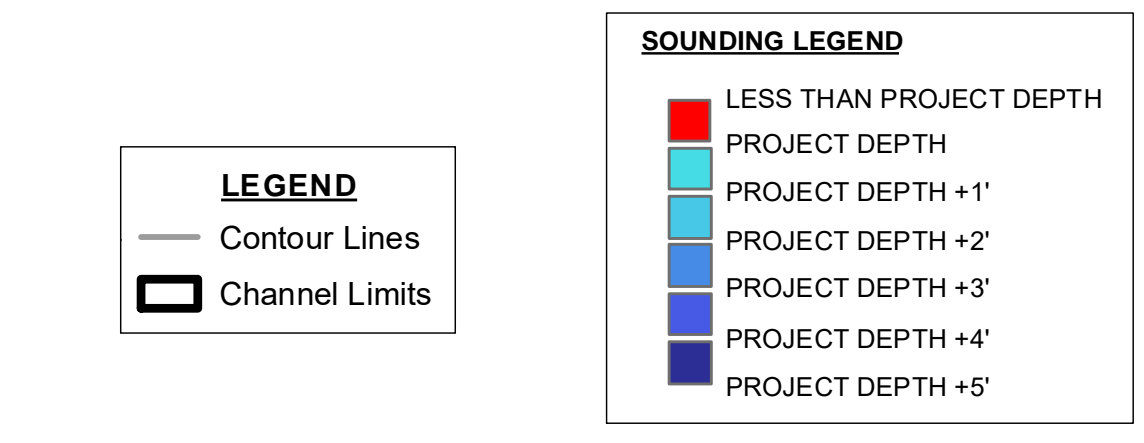 LEGEND
Contour Lines
Channel Limits
SOUNDING LEGEND
LESS THAN PROJECT DEPTH
PROJECT DEPTH
PROJECT DEPTH +1'
PROJECT DEPTH +2'
PROJECT DEPTH +3'
PROJECT DEPTH +4'
PROJECT DEPTH +5'